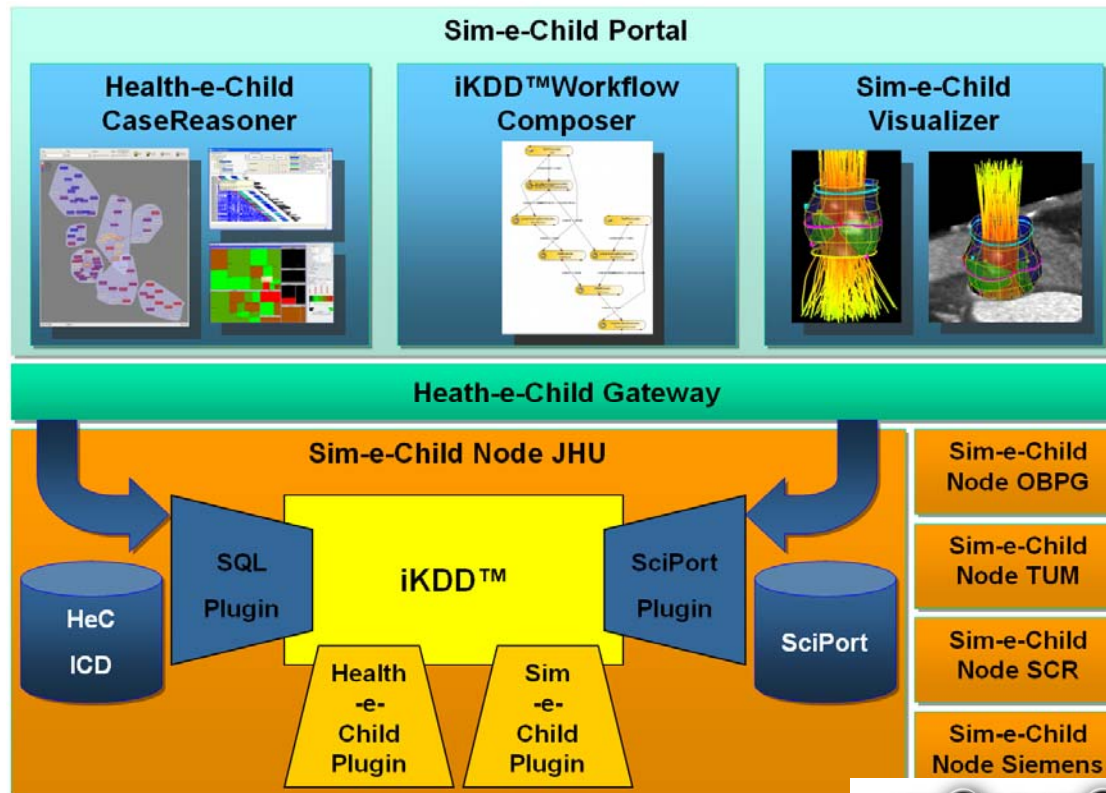 Sim-e-Child Portal
Health-e-Child
CaseReasoner
iKDD™Workflow
Composer
Sim-e-Child
Visualizer
Heath-e-Child Gateway
Sim-e-Child Node JHU
SQL
Plugin
iKDD™
SciPort
Plugin
HeC
ICD
SciPort
Health
-e-
Child
Plugin
Sim
-e-
Child
Plugin
Sim-e-Child
Node OBPG
Sim-e-Child
Node TUM
Sim-e-Child
Node SCR
Sim-e-Child
Node Siemens